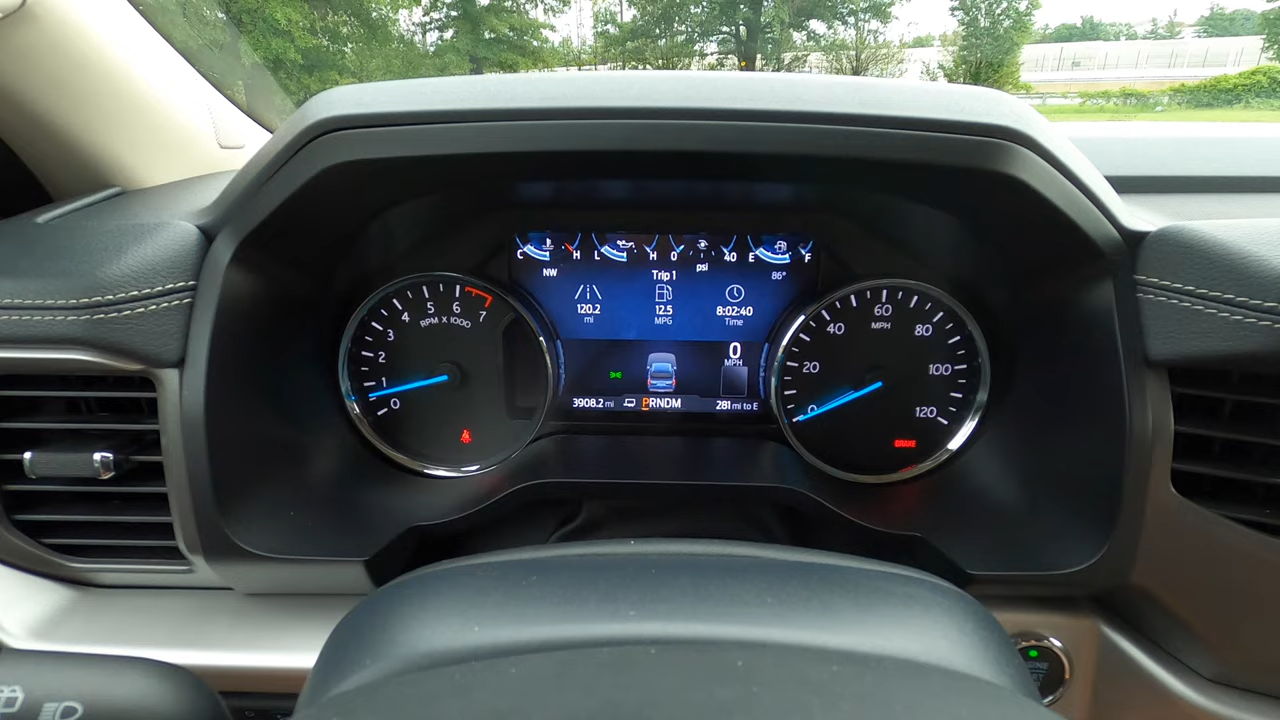 C H L H 0 40 E F
psi
NW Trip 1 86°
120.2 12.5 8:02:40
mi MPG Time
0
MPH
3908.2 mi PRNDM 281 mi to E
0 1 2 3 4 5 6 7
RPM X 1000
0 20 40 60 80 100 120
MPH
BRAKE